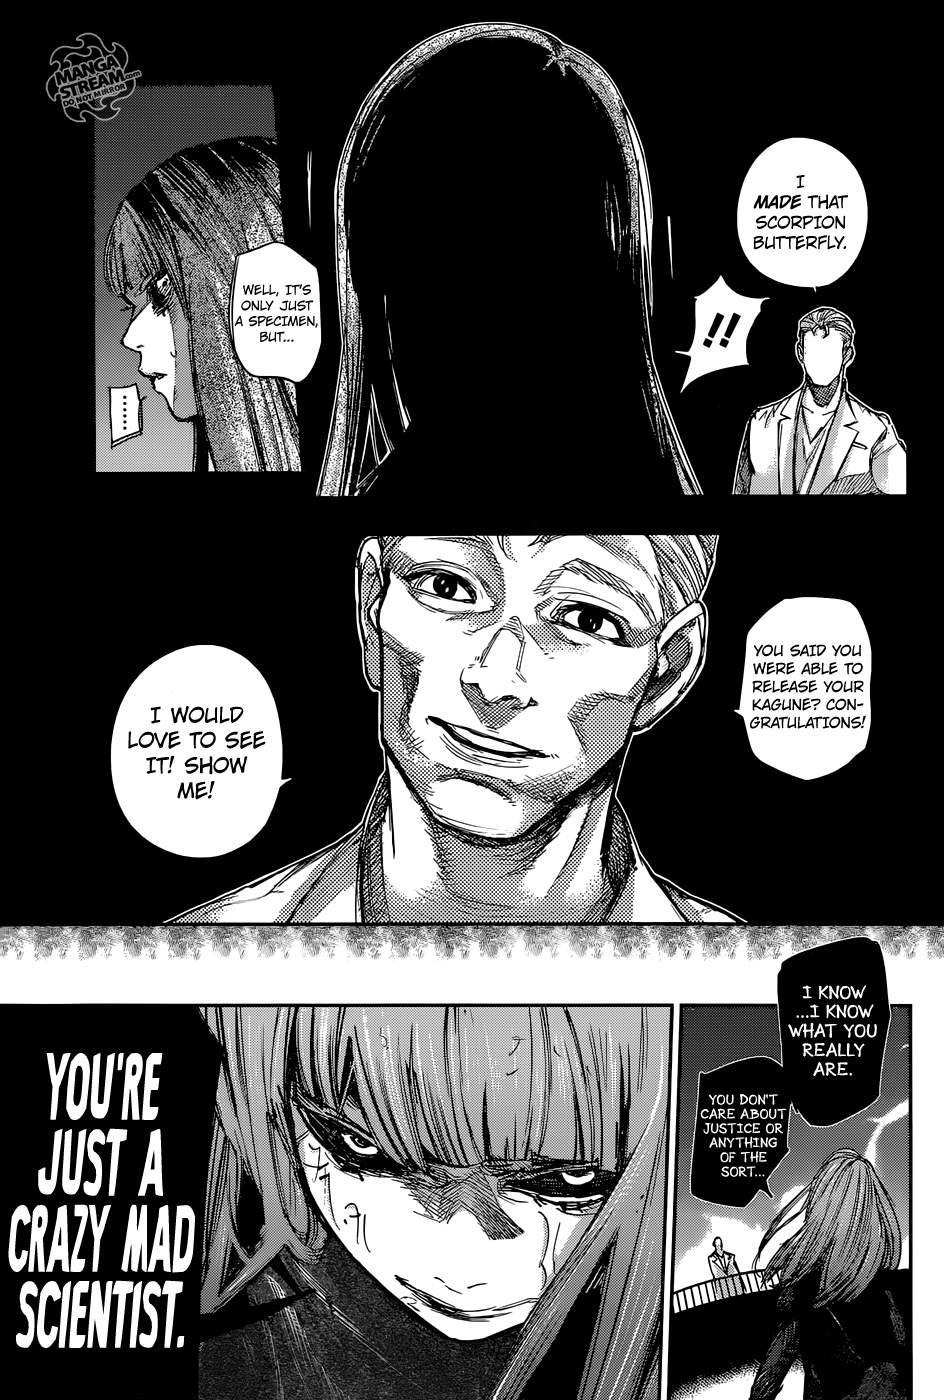 MANGA
STREAM.com
DO NOT MIRROR
I
MADE THAT
SCORPION
BUTTERFLY.
!!
WELL, IT'S
ONLY JUST
A SPECIMEN,
BUT...
......
YOU SAID YOU
WERE ABLE TO
RELEASE YOUR
KAGUNE? CON-
GRATULATIONS!
I WOULD
LOVE TO SEE
IT! SHOW
ME!
I KNOW
...I KNOW
WHAT YOU
REALLY
ARE.
YOU DON'T
CARE ABOUT
JUSTICE OR
ANYTHING
OF THE
SORT...
YOU'RE
JUST A
CRAZY MAD
SCIENTIST.